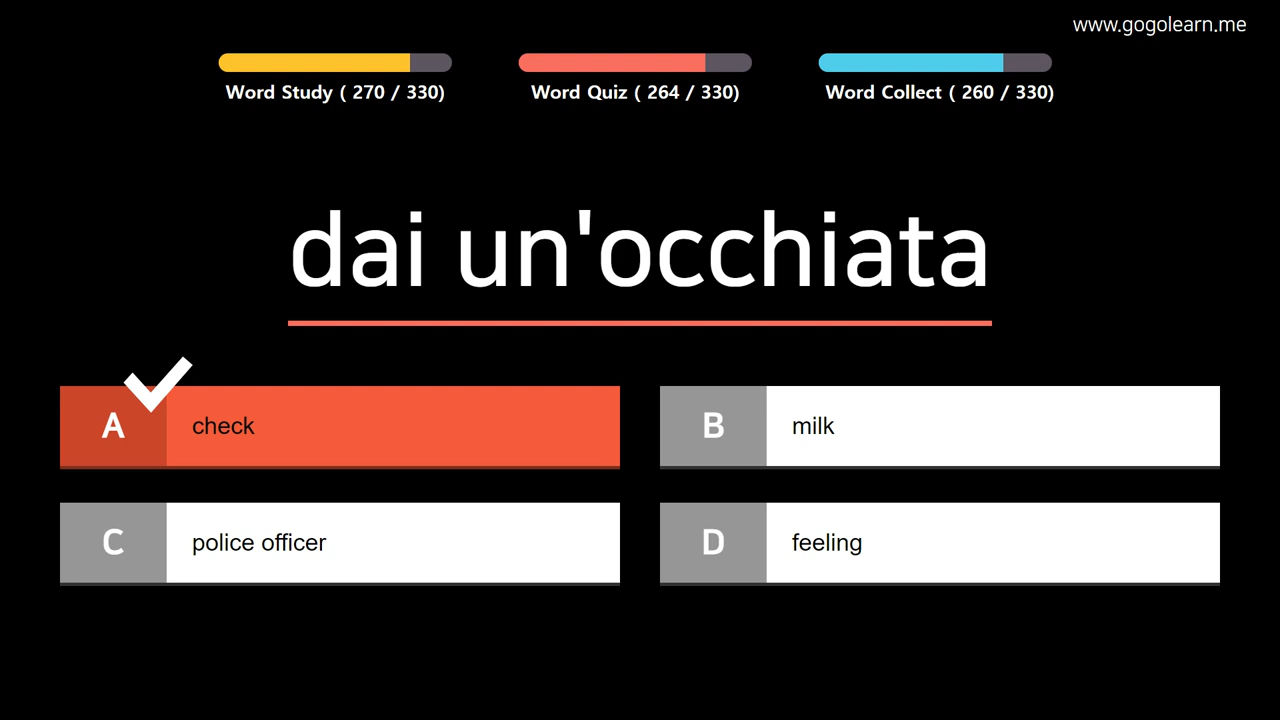 www.gogolearn.me
Word Study ( 270 / 330)
Word Quiz ( 264 / 330)
Word Collect ( 260 / 330)
dai un'occhiata
A check
B milk
C police officer
D feeling